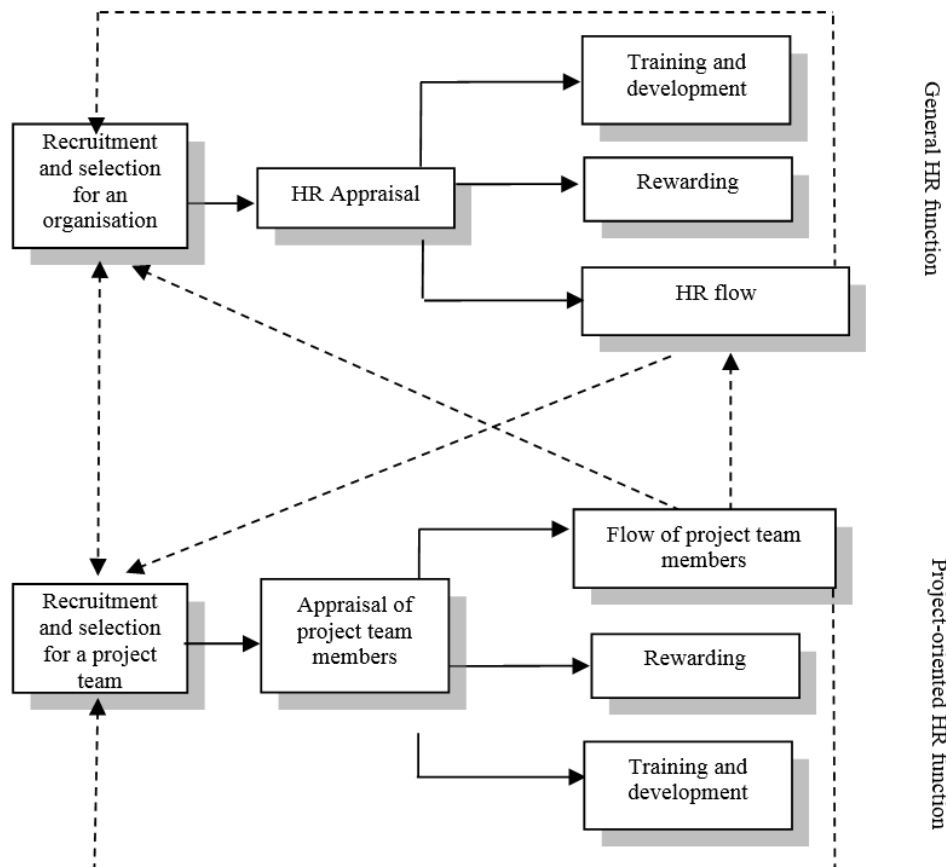 Training and
development
Recruitment
and selection
for an
organisation
HR Appraisal
Rewarding
HR flow
General HR function
Flow of project team
members
Recruitment
and selection
for a project
team
Appraisal of
project team
members
Rewarding
Training and
development
Project-oriented HR function